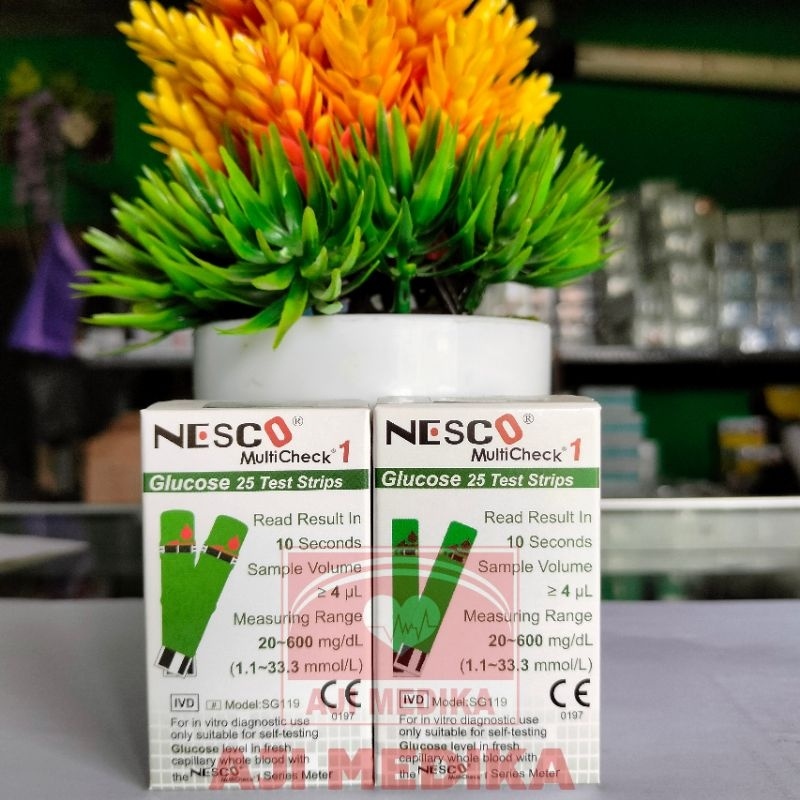 NESCO®
MultiCheck® 1
Glucose 25 Test Strips
Read Result In
10 Seconds
Sample Volume
≥ 4 µL
Measuring Range
20~600 mg/dL
(1.1~33.3 mmol/L)
IVD # Model:SG119
CE
0197
For in vitro diagnostic use
only suitable for self-testing
Glucose level in fresh
capillary whole blood with
the NESCO MultiCheck 1 Series Meter
NESCO®
MultiCheck® 1
Glucose 25 Test Strips
Read Result In
10 Seconds
Sample Volume
≥ 4 µL
Measuring Range
20~600 mg/dL
(1.1~33.3 mmol/L)
IVD Model:SG119
CE
0197
For in vitro diagnostic use
only suitable for self-testing
Glucose level in fresh
capillary whole blood with
the NESCO MultiCheck 1 Series Meter
AJI MEDIKA
AJI MEDIKA
AJI MEDIKA